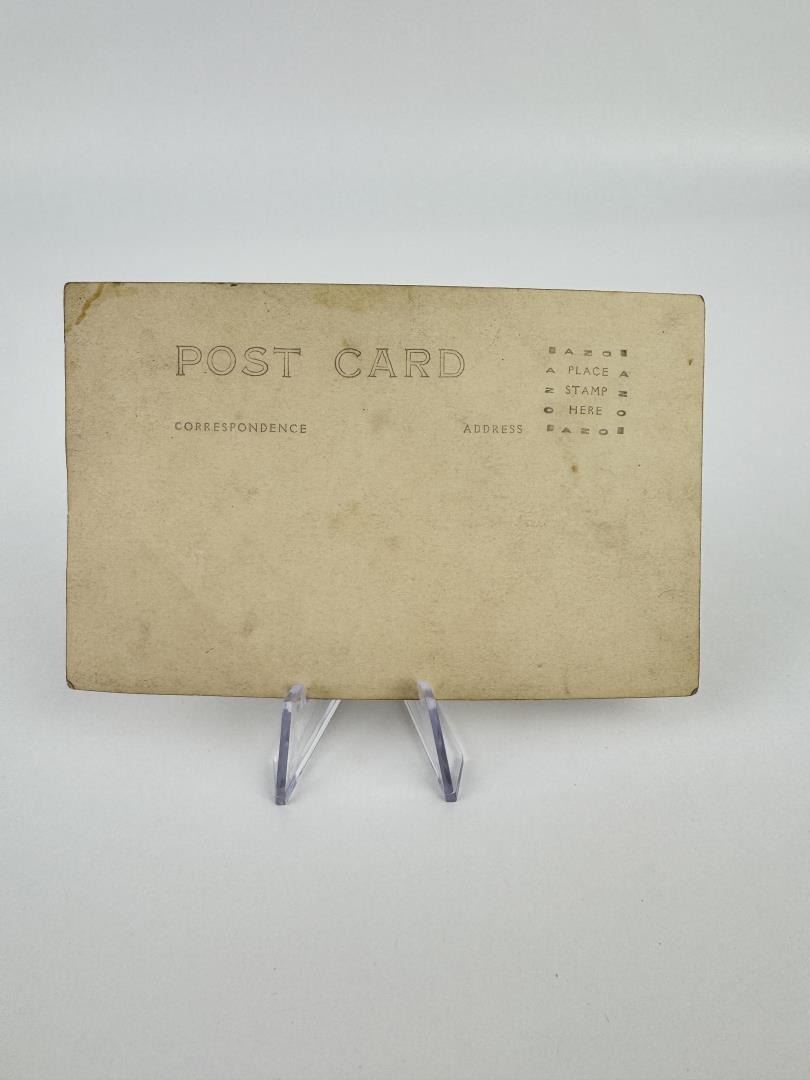 POST CARD
CORRESPONDENCE
ADDRESS
AZO
A PLACE A
N STAMP N
O HERE O
AZO